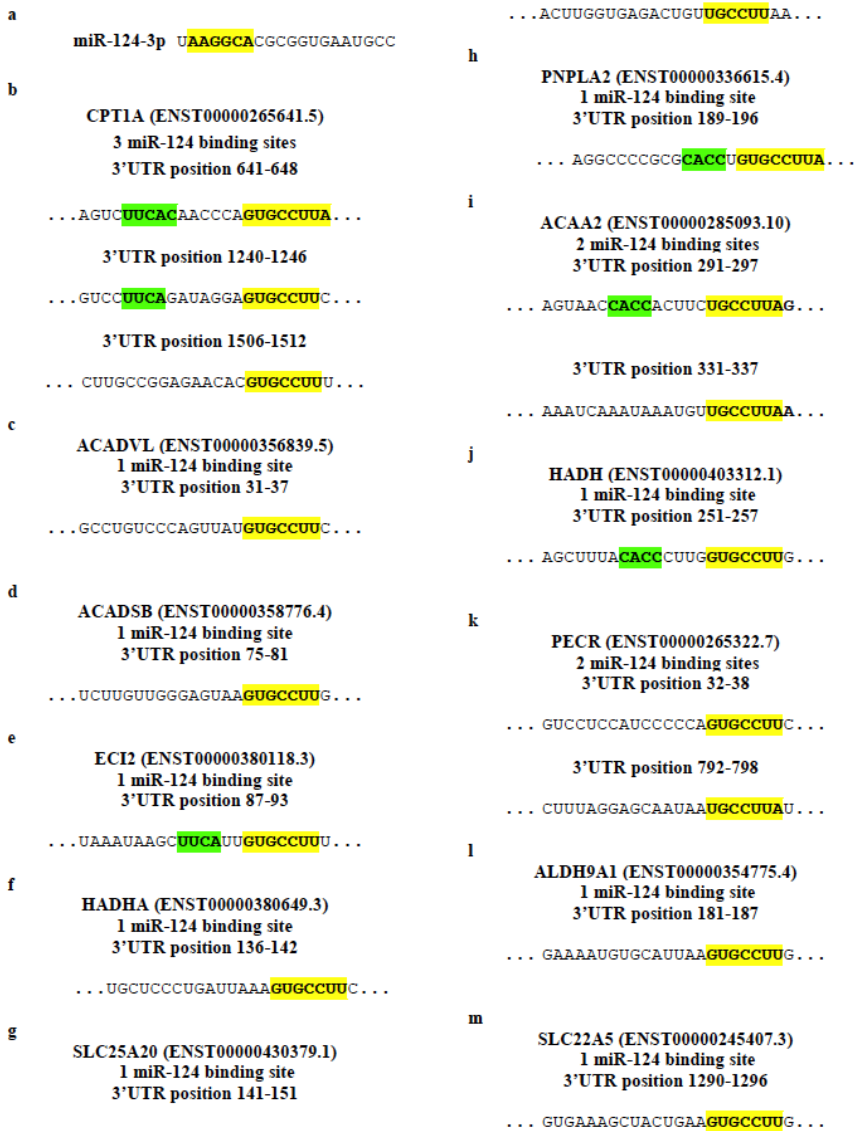 a
miR-124-3p UAAGGCACGCGGUGAAUGCC
b
CPT1A (ENST00000265641.5)
3 miR-124 binding sites
3’UTR position 641-648
...AGUCUUCACAACCCAGUGCCUUA...
3’UTR position 1240-1246
...GUCCUUCAGAUAGGAGUGCCUUC...
3’UTR position 1506-1512
... CUUGCCGGAGAACACGUGCCUUU...
c
ACADVL (ENST00000356839.5)
1 miR-124 binding site
3’UTR position 31-37
...GCCUGUCCCAGUUAUGUGCCUUC...
d
ACADSB (ENST00000358776.4)
1 miR-124 binding site
3’UTR position 75-81
...UCUUGUUGGGAGUAAGUGCCUUG...
e
ECI2 (ENST00000380118.3)
1 miR-124 binding site
3’UTR position 87-93
...UAAAUAAGCUUCAUUGUGCCUUU...
f
HADHA (ENST00000380649.3)
1 miR-124 binding site
3’UTR position 136-142
...UGCUCCCUGAUUAAAGUGCCUUC...
g
SLC25A20 (ENST00000430379.1)
1 miR-124 binding site
3’UTR position 141-151
...ACUUGGUGAGACUGUUGCCUUAA...
h
PNPLA2 (ENST00000336615.4)
1 miR-124 binding site
3’UTR position 189-196
... AGGCCCCGCGCACCUGUGCCUUA...
i
ACAA2 (ENST00000285093.10)
2 miR-124 binding sites
3’UTR position 291-297
... AGUAACCACCACUUCUGCCUUAG...
3’UTR position 331-337
... AAAUCAAAUAAAUGUUGCCUUAA...
j
HADH (ENST00000403312.1)
1 miR-124 binding site
3’UTR position 251-257
... AGCUUUACACCCUUGGUGCCUUG...
k
PECR (ENST00000265322.7)
2 miR-124 binding sites
3’UTR position 32-38
... GUCCUCCAUCCCCCAGUGCCUUC...
3’UTR position 792-798
... CUUUAGGAGCAAUAAUGCCUUAU...
l
ALDH9A1 (ENST00000354775.4)
1 miR-124 binding site
3’UTR position 181-187
... GAAAAUGUGCAUUAAGUGCCUUG...
m
SLC22A5 (ENST00000245407.3)
1 miR-124 binding site
3’UTR position 1290-1296
... GUGAAAGCUACUGAAGUGCCUUG...